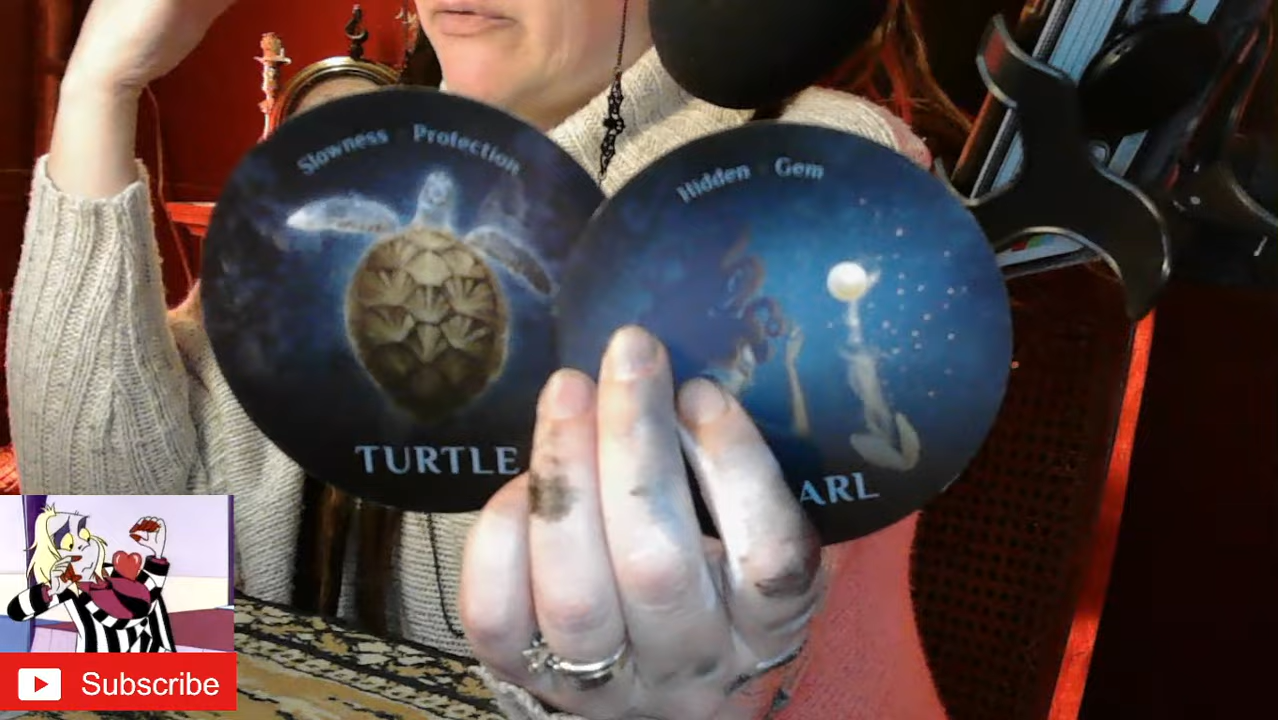 Slowness Protection
TURTLE
Hidden Gem
ARL
Subscribe